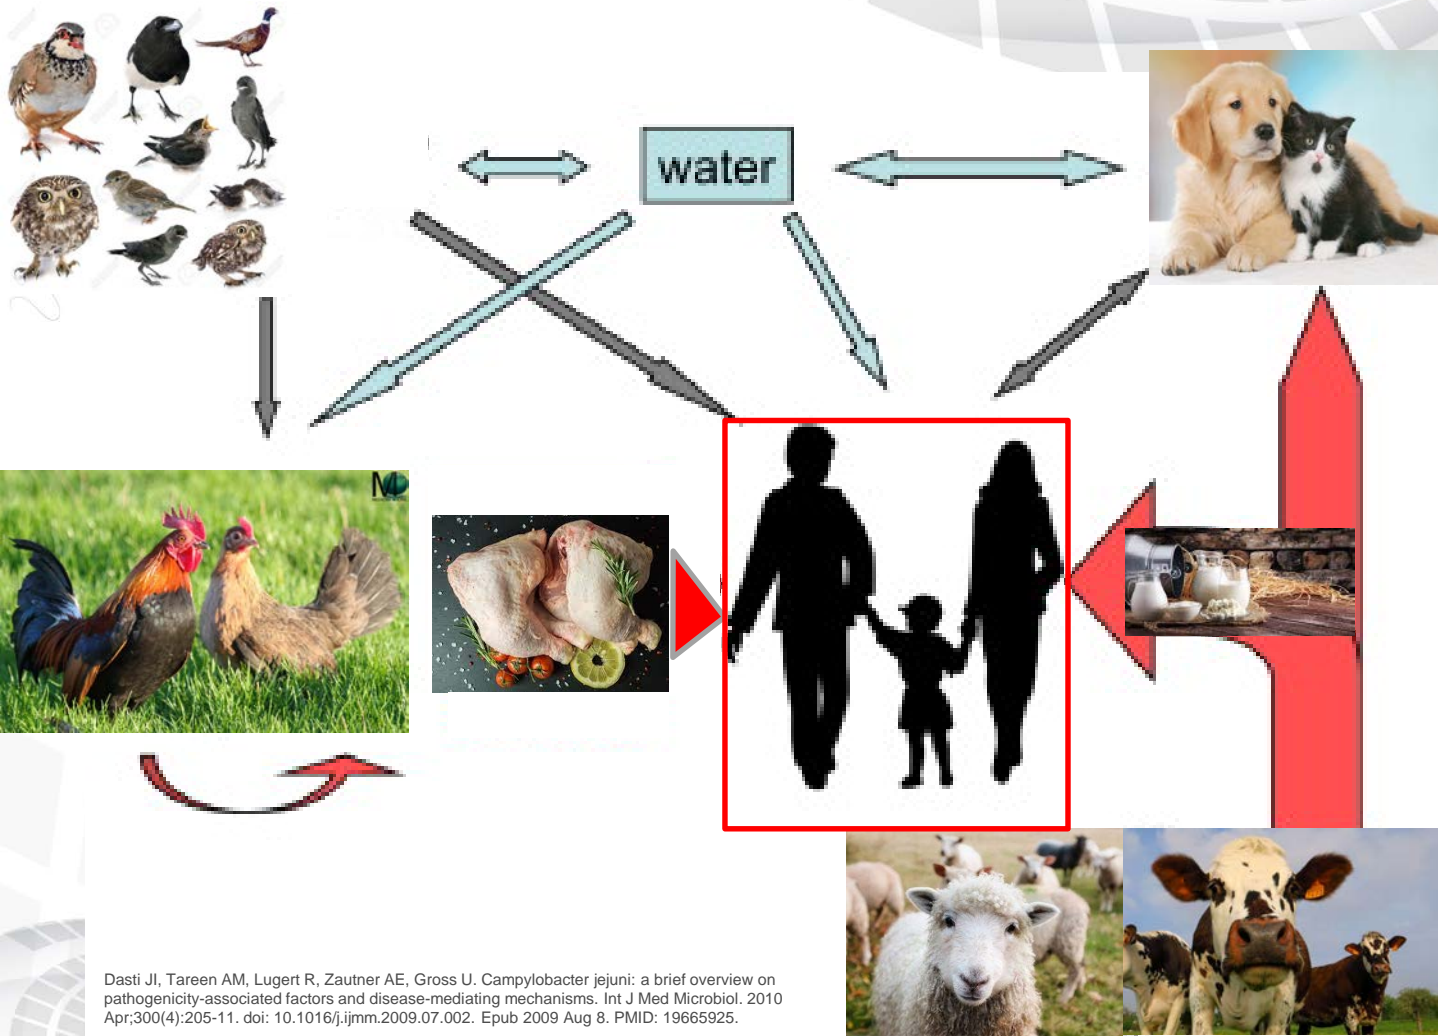 water
Dasti JI, Tareen AM, Lugert R, Zautner AE, Gross U. Campylobacter jejuni: a brief overview on
pathogenicity-associated factors and disease-mediating mechanisms. Int J Med Microbiol. 2010
Apr;300(4):205-11. doi: 10.1016/j.ijmm.2009.07.002. Epub 2009 Aug 8. PMID: 19665925.